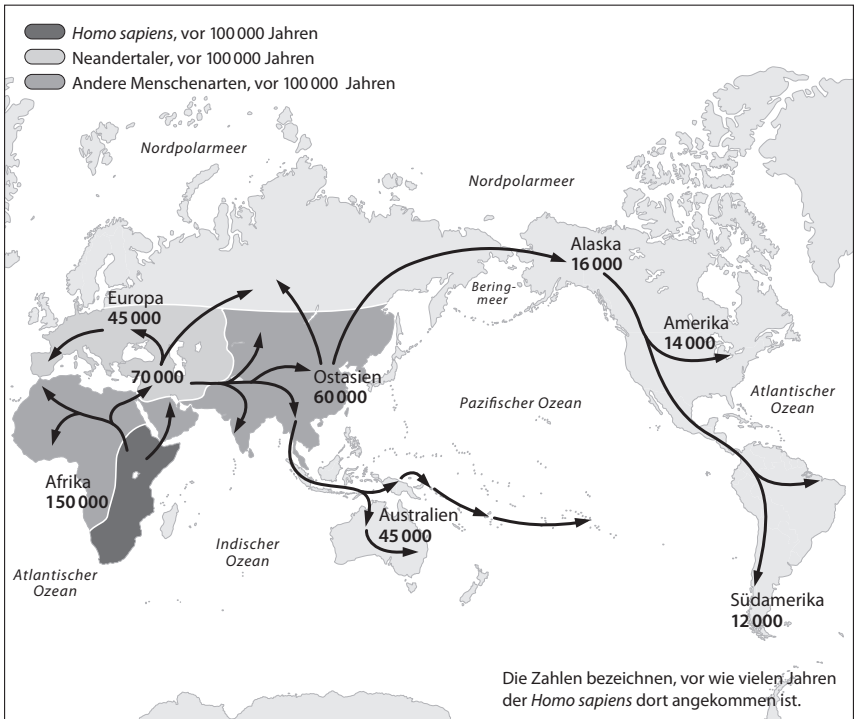 Homo sapiens, vor 100 000 Jahren
Neandertaler, vor 100 000 Jahren
Andere Menschenarten, vor 100 000 Jahren
Nordpolarmeer
Nordpolarmeer
Alaska
16 000
Bering-
meer
Europa
45 000
Amerika
14 000
70 000
Ostasien
60 000
Pazifischer Ozean
Atlantischer
Ozean
Afrika
150 000
Australien
45 000
Indischer
Ozean
Atlantischer
Ozean
Südamerika
12 000
Die Zahlen bezeichnen, vor wie vielen Jahren
der Homo sapiens dort angekommen ist.